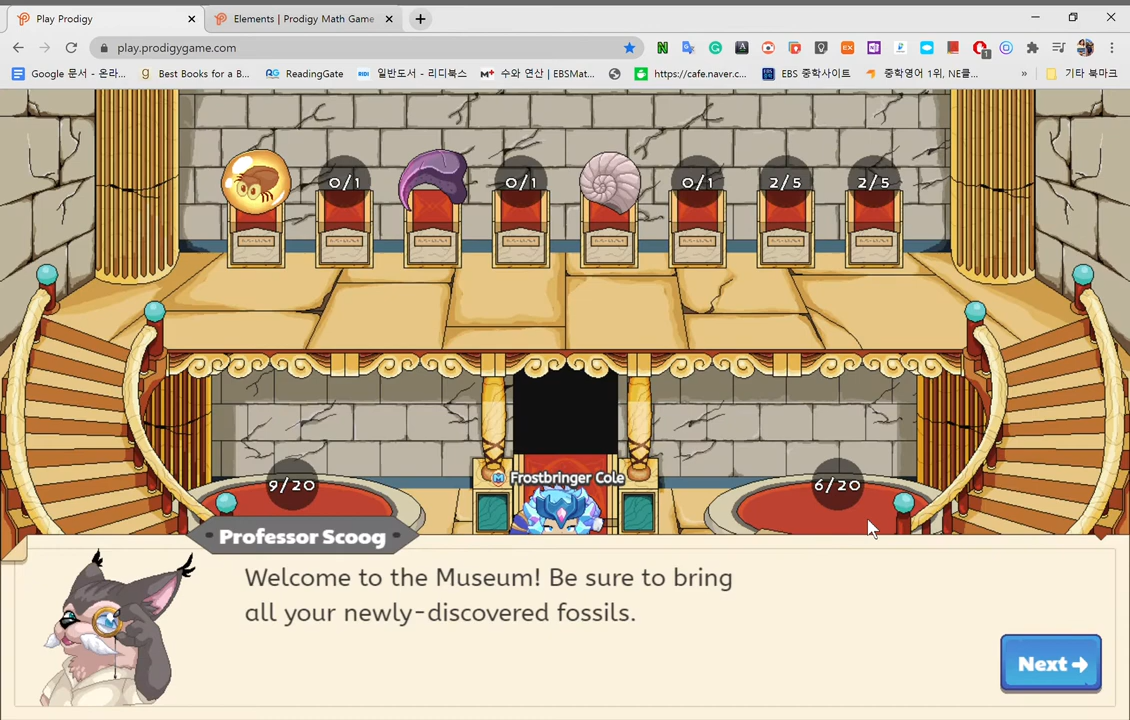 Play Prodigy
Elements | Prodigy Math Game
play.prodigygame.com
1
Google 문서 - 온라...
Best Books for a B...
ReadingGate
RIDI 일반도서 - 리디북스
M+ 수와 연산 | EBSMat...
https://cafe.naver.c...
EBS 중학사이트
중학영어 1위, NE클...
»
기타 북마크
0/1
0/1
0/1
2/5
2/5
9/20
Frostbringer Cole
6/20
Professor Scoog
Welcome to the Museum! Be sure to bring
all your newly-discovered fossils.
Next